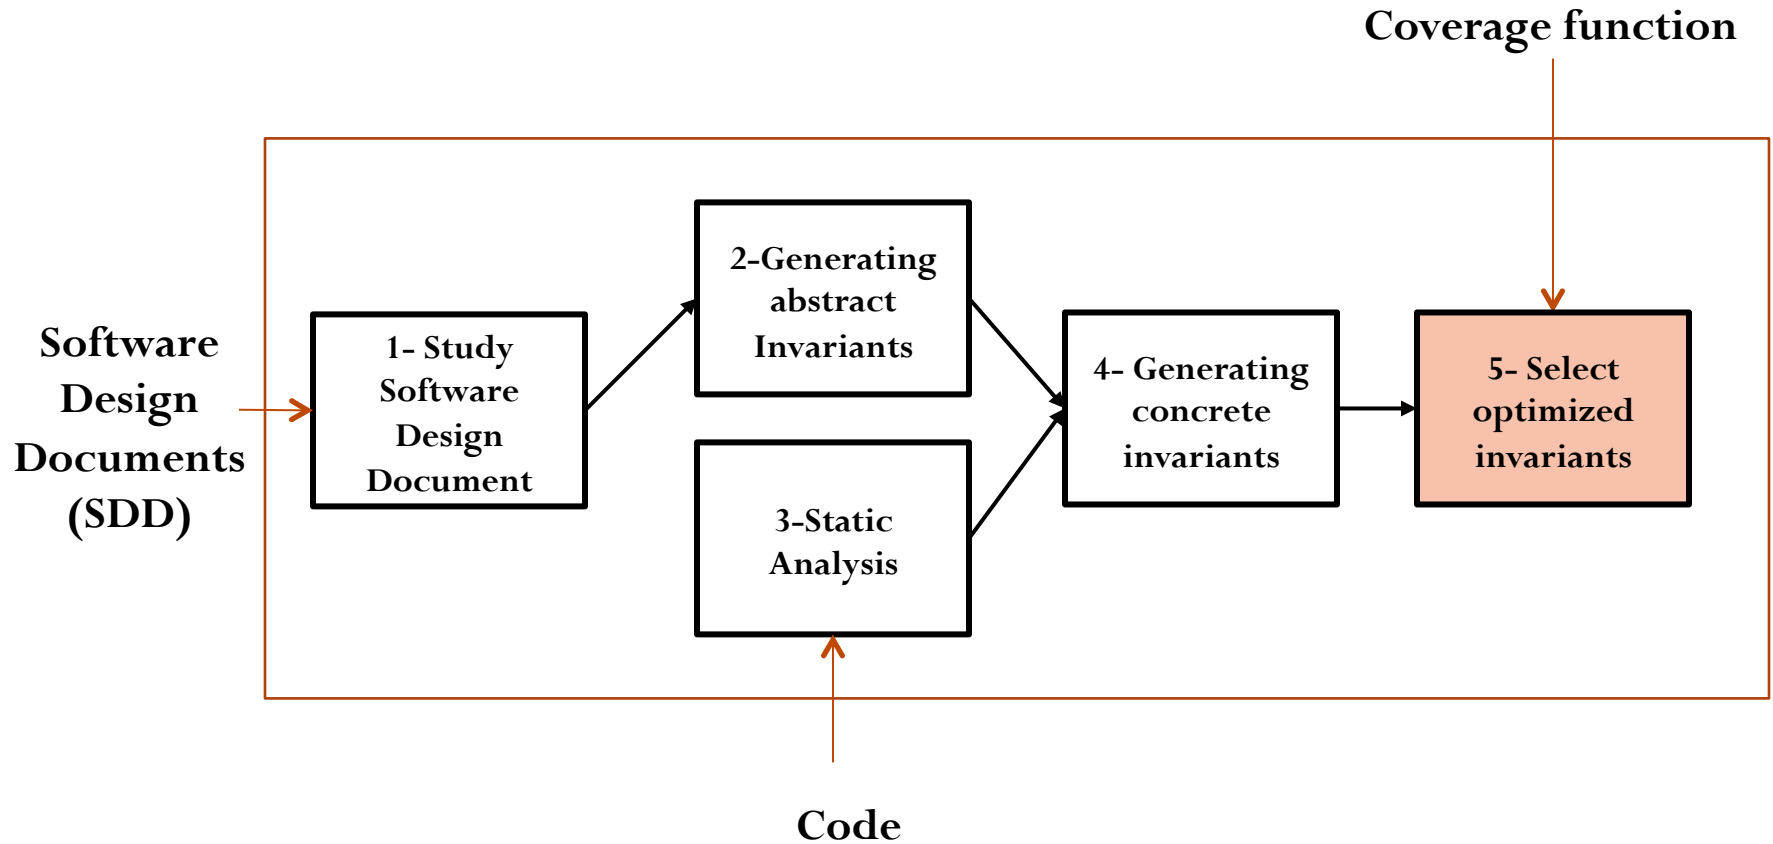 Coverage function
Software
Design
Documents
(SDD)
1- Study
Software
Design
Document
2-Generating
abstract
Invariants
3-Static
Analysis
4- Generating
concrete
invariants
5- Select
optimized
invariants
Code